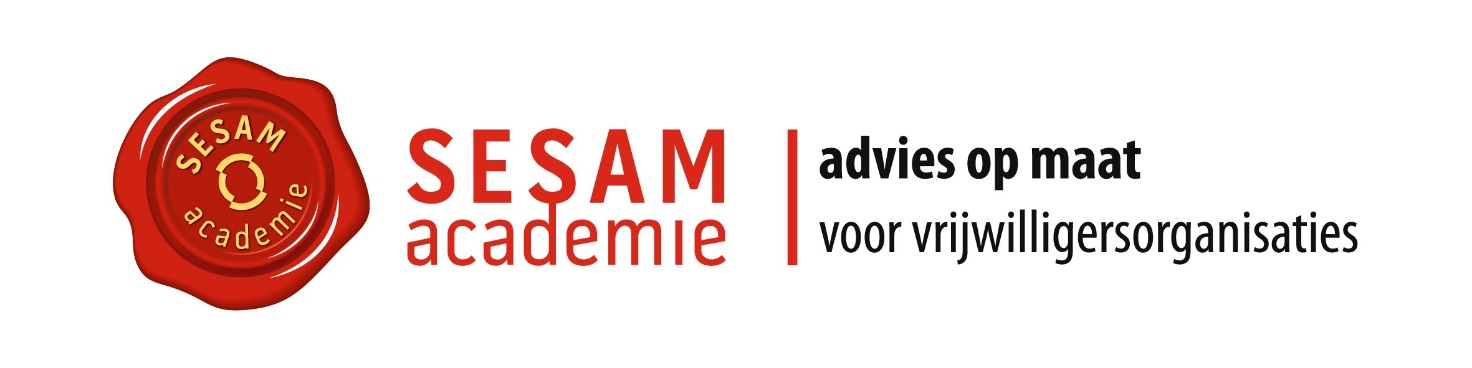 SESAM
academie
SESAM
academie
advies op maat
voor vrijwilligersorganisaties